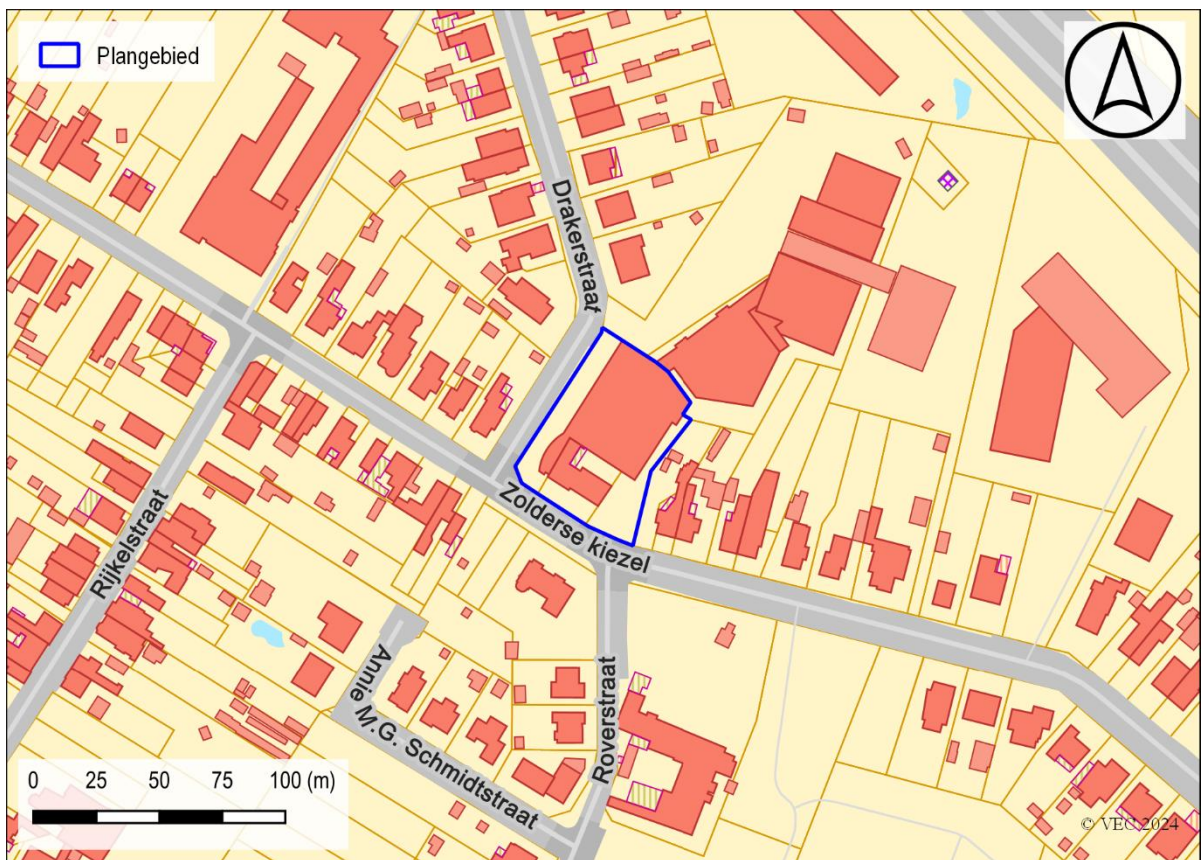 Plangebied
Drakerstraat
Zolderse kiezel
Rijkelstraat
Annie M.G. Schmidtstraat
Roverstraat
0 25 50 75 100 (m)
© VEC 2024